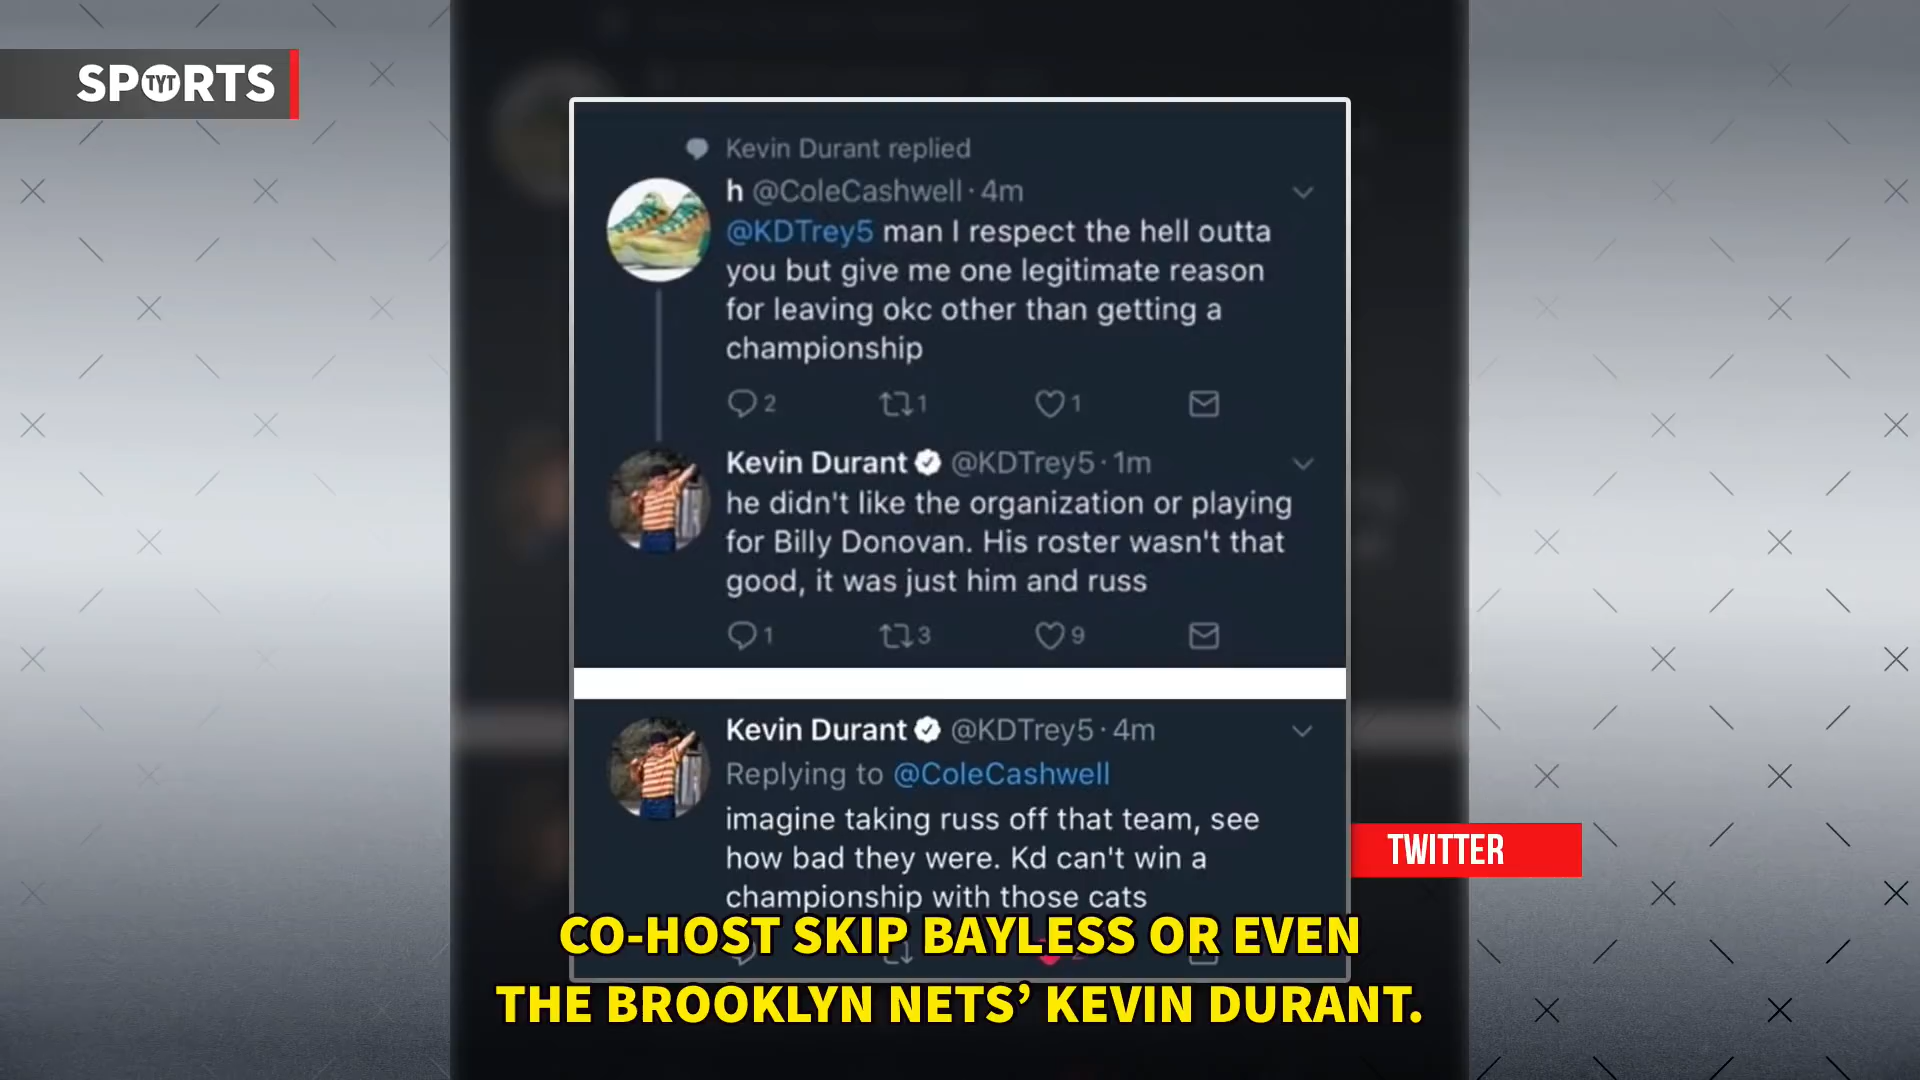 SPORTS
TYT
Kevin Durant replied
h @ColeCashwell · 4m
@KDTrey5 man I respect the hell outta
you but give me one legitimate reason
for leaving okc other than getting a
championship
2 1 1
Kevin Durant @KDTrey5 · 1m
he didn't like the organization or playing
for Billy Donovan. His roster wasn't that
good, it was just him and russ
1 3 9
Kevin Durant @KDTrey5 · 4m
Replying to @ColeCashwell
imagine taking russ off that team, see
how bad they were. Kd can't win a
championship with those cats
TWITTER
CO-HOST SKIP BAYLESS OR EVEN
THE BROOKLYN NETS’ KEVIN DURANT.